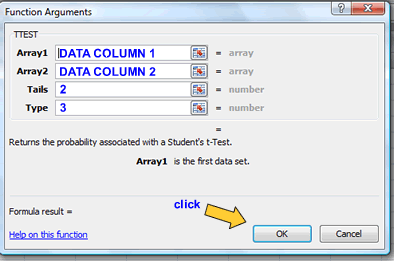 Function Arguments
TTEST
Array1 DATA COLUMN 1 = array
Array2 DATA COLUMN 2 = array
Tails 2 = number
Type 3 = number
=
Returns the probability associated with a Student's t-Test.
Array1 is the first data set.
click
Formula result =
Help on this function OK Cancel